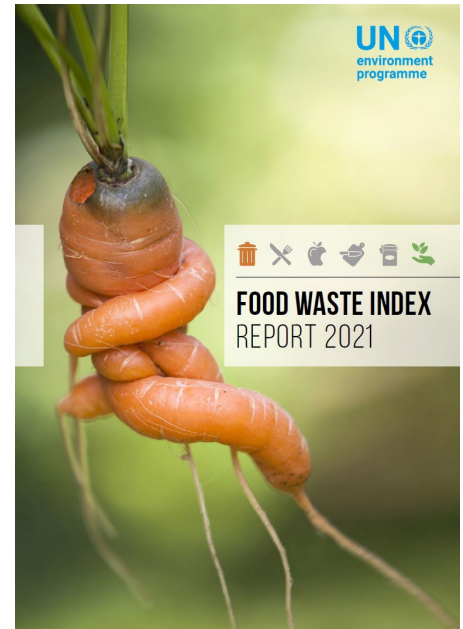 UN
environment
programme
FOOD WASTE INDEX
REPORT 2021